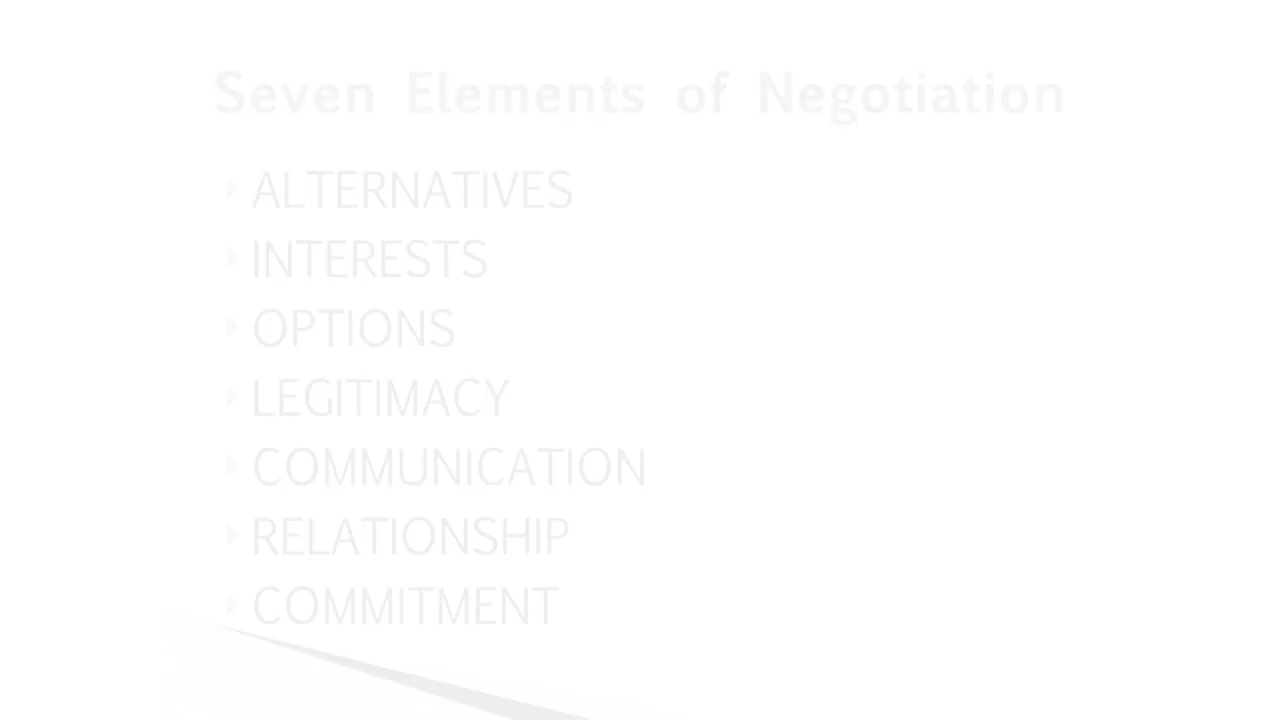 Seven Elements of Negotiation
ALTERNATIVES
INTERESTS
OPTIONS
LEGITIMACY
COMMUNICATION
RELATIONSHIP
COMMITMENT